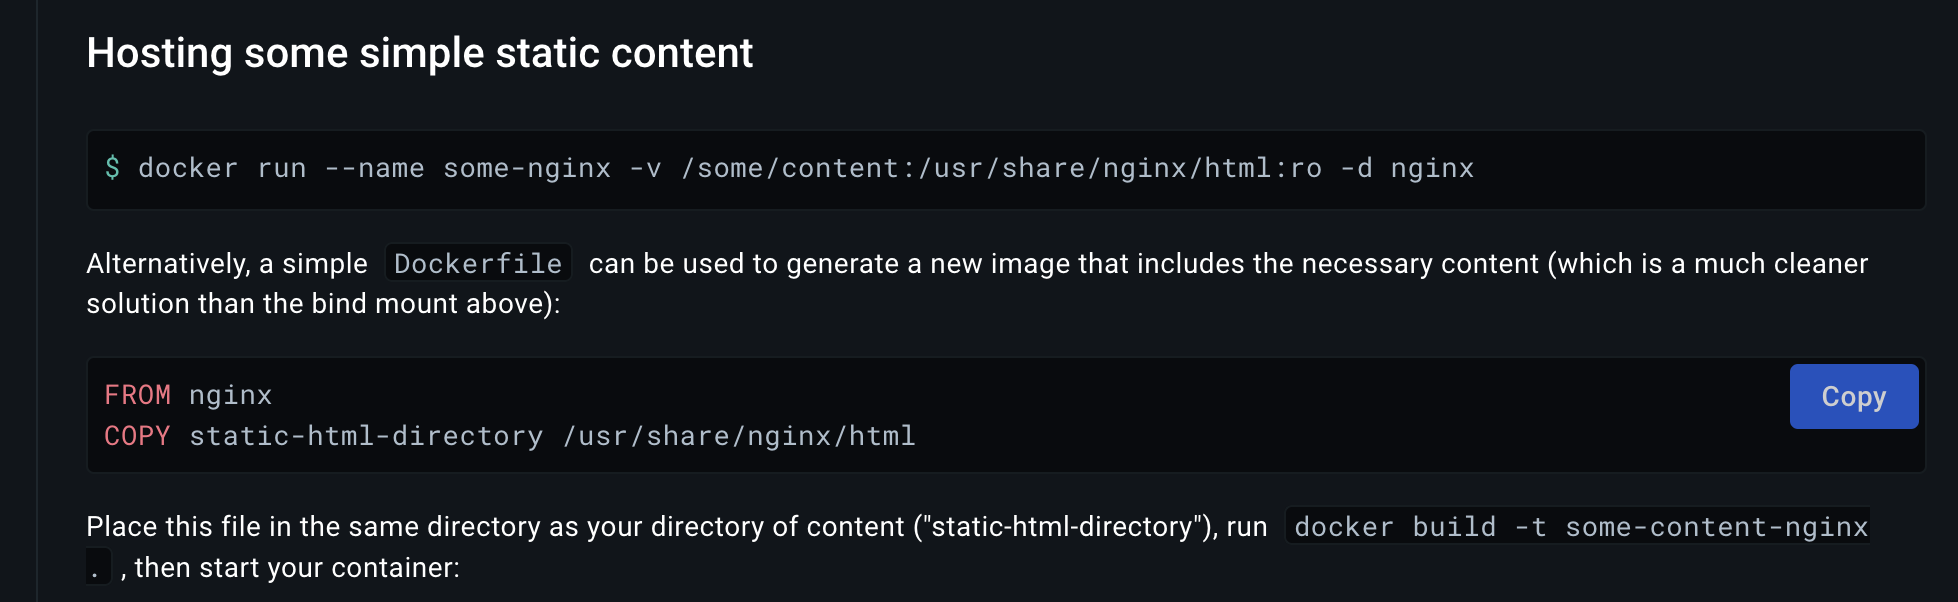 Hosting some simple static content
$ docker run --name some-nginx -v /some/content:/usr/share/nginx/html:ro -d nginx
Alternatively, a simple Dockerfile can be used to generate a new image that includes the necessary content (which is a much cleaner
solution than the bind mount above):
FROM nginx
Copy
COPY static-html-directory /usr/share/nginx/html
Place this file in the same directory as your directory of content ("static-html-directory"), run docker build -t some-content-nginx
. , then start your container: